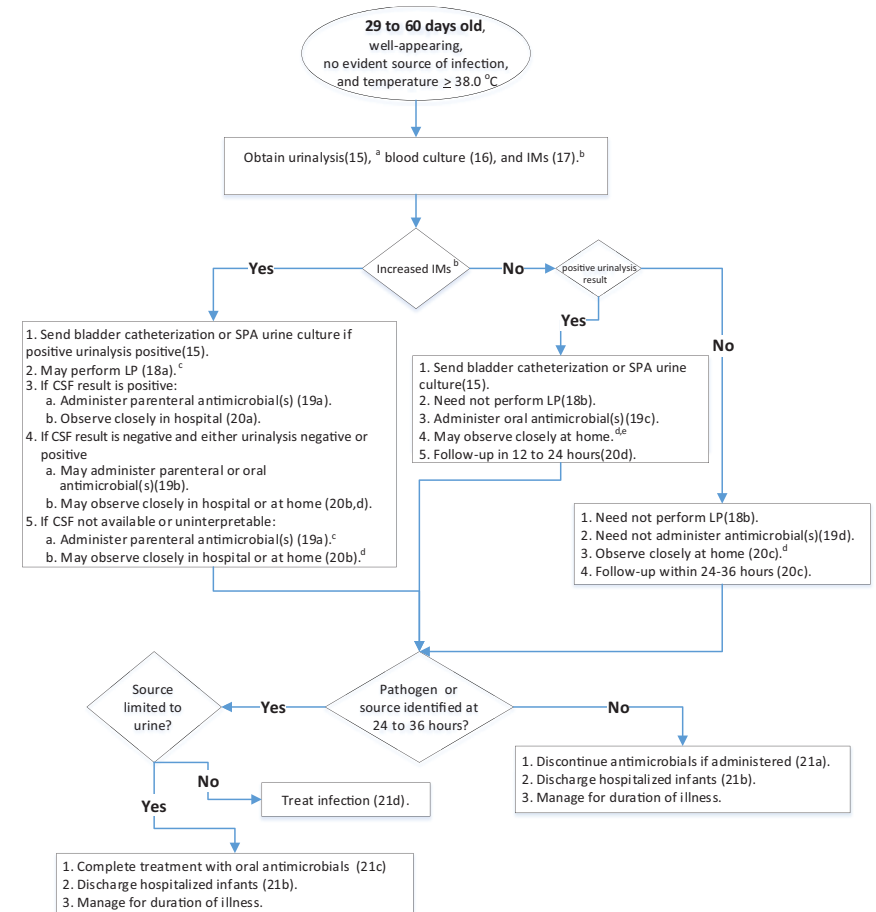 29 to 60 days old,
well-appearing,
no evident source of infection,
and temperature ≥ 38.0 °C
Obtain urinalysis(15), a blood culture (16), and IMs (17).b
Increased IMsb
Yes
No
positive urinalysis
result
Yes
No
1. Send bladder catheterization or SPA urine culture if
positive urinalysis positive(15).
2. May perform LP (18a).c
3. If CSF result is positive:
a. Administer parenteral antimicrobial(s) (19a).
b. Observe closely in hospital (20a).
4. If CSF result is negative and either urinalysis negative or
positive
a. May administer parenteral or oral
antimicrobial(s)(19b).
b. May observe closely in hospital or at home (20b,d).
5. If CSF not available or uninterpretable:
a. Administer parenteral antimicrobial(s) (19a).c
b. May observe closely in hospital or at home (20b).d
1. Send bladder catheterization or SPA urine
culture(15).
2. Need not perform LP(18b).
3. Administer oral antimicrobial(s)(19c).
4. May observe closely at home.d,e
5. Follow-up in 12 to 24 hours(20d).
1. Need not perform LP(18b).
2. Need not administer antimicrobial(s)(19d).
3. Observe closely at home (20c).d
4. Follow-up within 24-36 hours (20c).
Pathogen or
source identified at
24 to 36 hours?
Yes
No
Source
limited to
urine?
1. Discontinue antimicrobials if administered (21a).
2. Discharge hospitalized infants (21b).
3. Manage for duration of illness.
No
Treat infection (21d).
Yes
1. Complete treatment with oral antimicrobials (21c)
2. Discharge hospitalized infants (21b).
3. Manage for duration of illness.